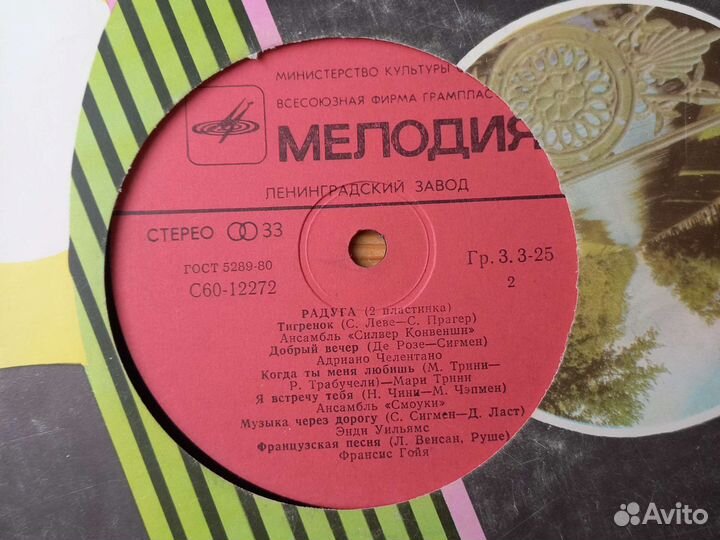 МИНИСТЕРСТВО КУЛЬТУРЫ С
ВСЕСОЮЗНАЯ ФИРМА ГРАМПЛАС
МЕЛОДИЯ
ЛЕНИНГРАДСКИЙ ЗАВОД
СТЕРЕО 33
ГОСТ 5289-80
С60-12272
Гр. 3. 3-25
2
РАДУГА (2 пластинка)
Тигренок (С. Леве—С. Прагер)
Ансамбль «Силвер Конвенши»
Добрый вечер (Де Розе—Сигмен)
Адриано Челентано
Когда ты меня любишь (М. Трини—
Р. Трабучели)—Мари Трини
Я встречу тебя (Н. Чини—М. Чэпмен)
Ансамбль «Смоуки»
Музыка через дорогу (С. Сигмен—Д. Ласт)
Энди Уильямс
Французская песня (Л. Венсан, Руше)
Франсис Гойя
Avito